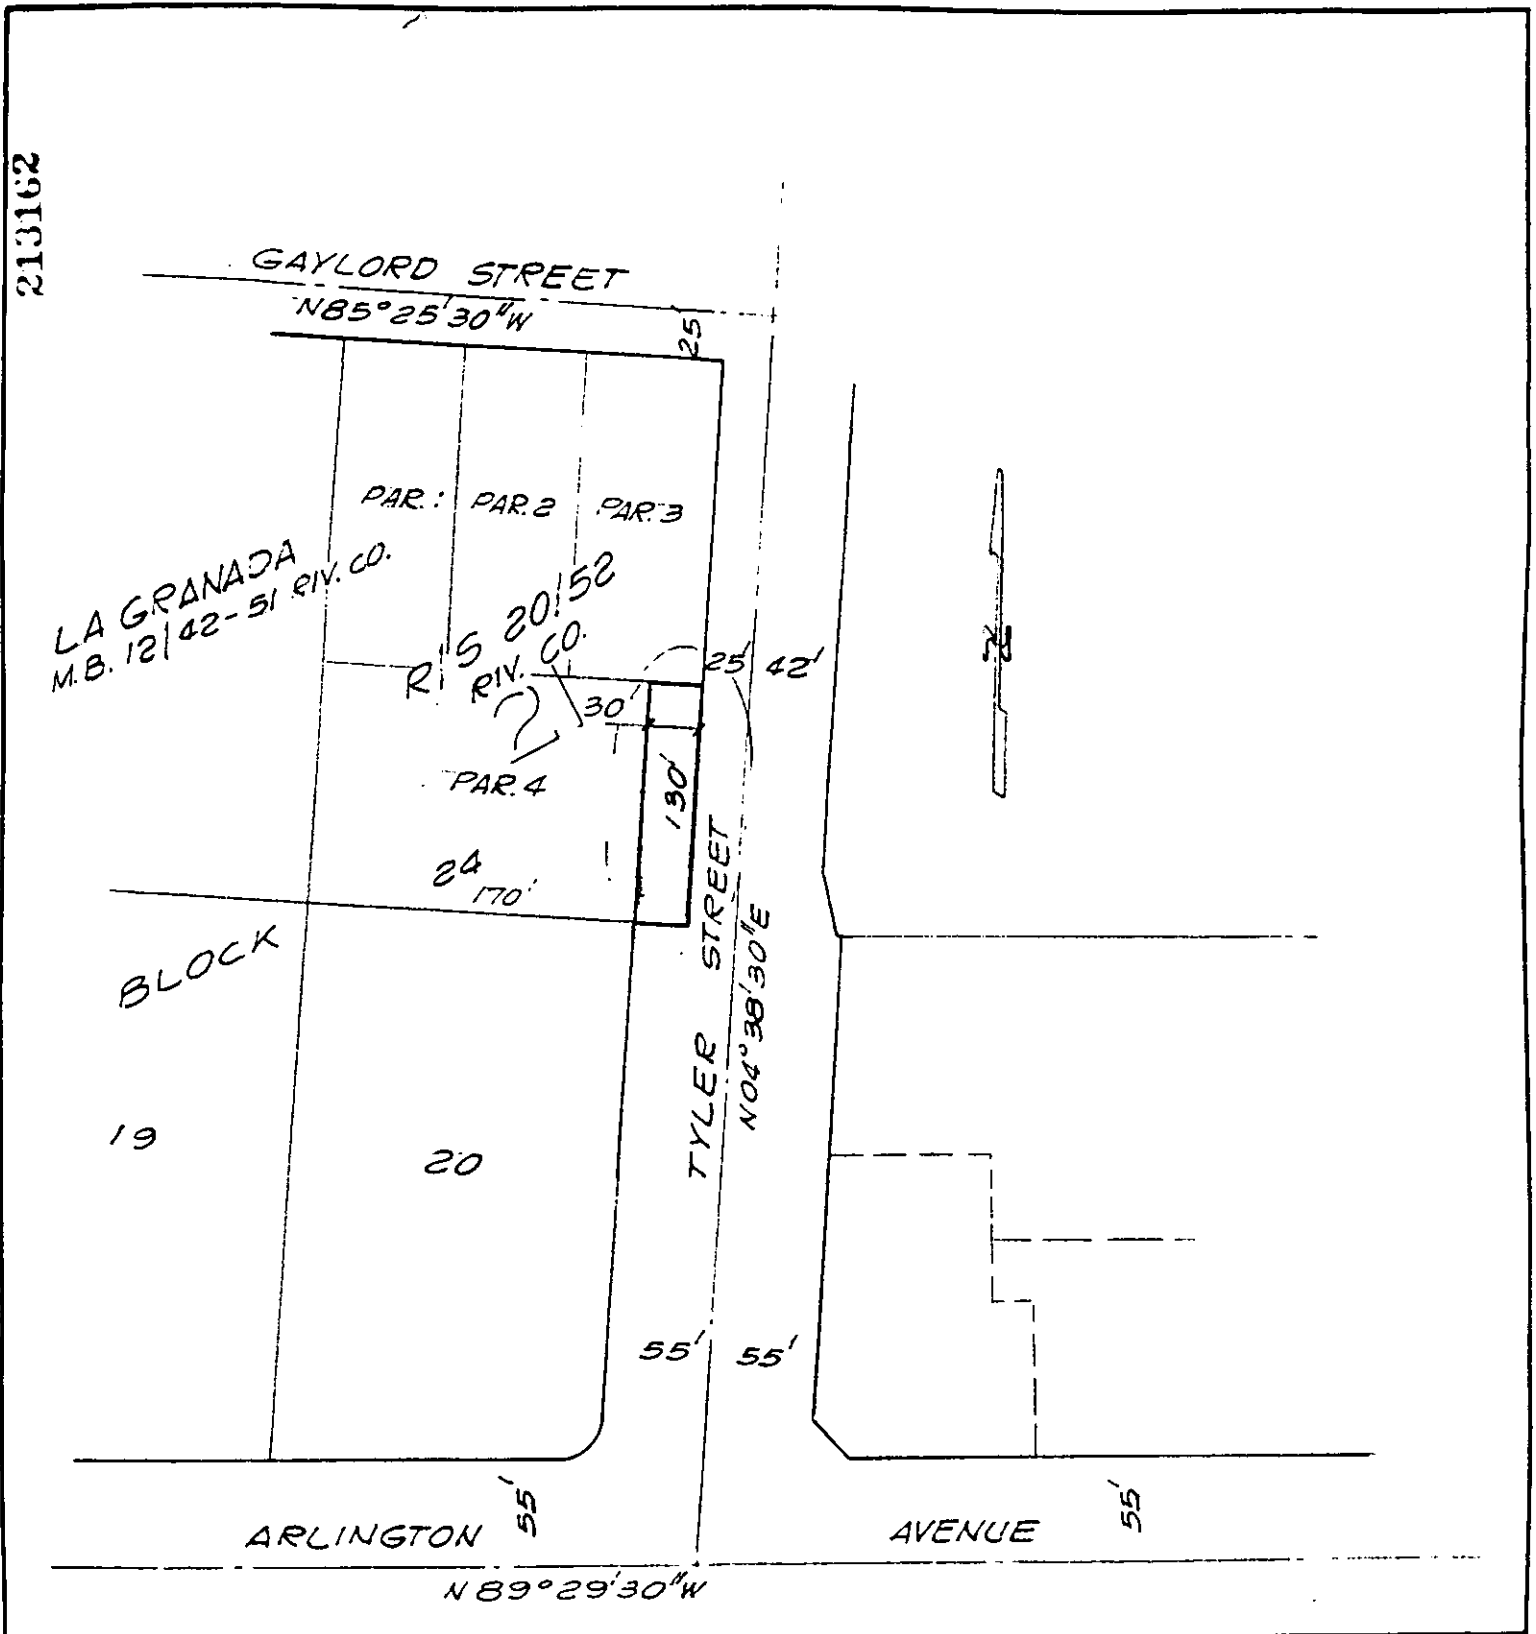 213162
GAYLORD STREET
N85°25'30"W
25'
PAR. 1
PAR. 2
PAR. 3
LA GRANADA
M.B. 12/42-51 RIV. CO.
R S 20/52
RIV. CO.
25' 42'
30'
2
N
PAR. 4
130'
24
170'
BLOCK
TYLER STREET
N04°38'30"E
19
20
55' 55'
55'
55'
ARLINGTON AVENUE
N89°29'30"W